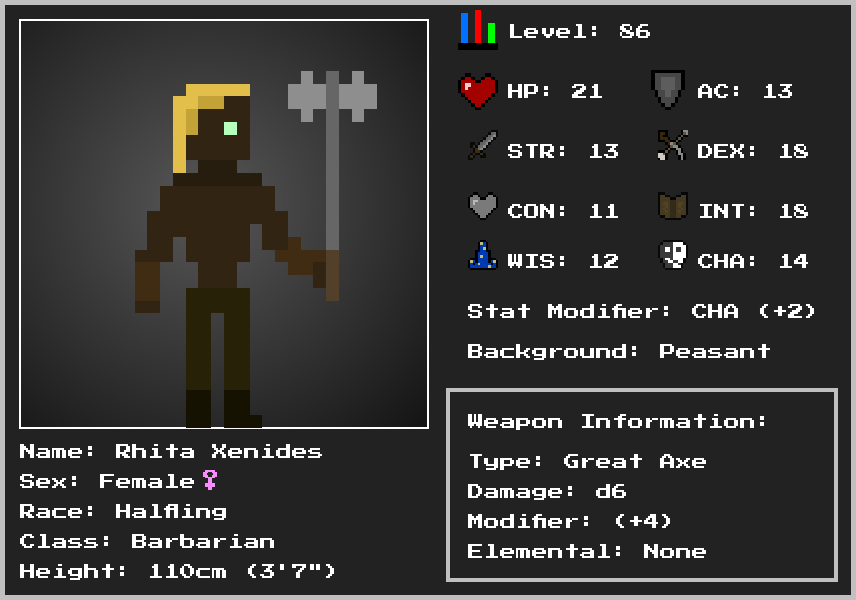 Level: 86
HP: 21 AC: 13
STR: 13 DEX: 18
CON: 11 INT: 18
WIS: 12 CHA: 14
Stat Modifier: CHA (+2)
Background: Peasant
Weapon Information:
Type: Great Axe
Damage: d6
Modifier: (+4)
Elemental: None
Name: Rhita Xenides
Sex: Female♀
Race: Halfling
Class: Barbarian
Height: 110cm (3'7")